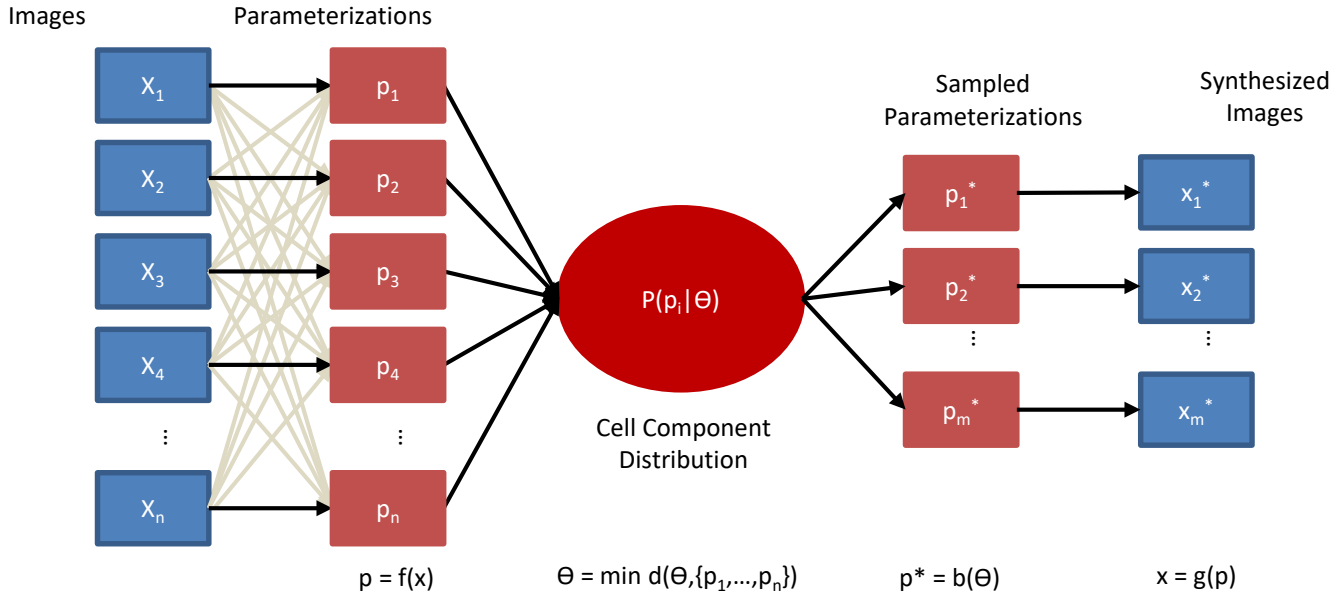 Images
Parameterizations
X₁
X₂
X₃
X₄
...
Xₙ
p₁
p₂
p₃
p₄
...
pₙ
P(pᵢ|Θ)
Cell Component
Distribution
Sampled
Parameterizations
p₁*
p₂*
...
pₘ*
Synthesized
Images
x₁*
x₂*
...
xₘ*
p = f(x)
Θ = min d(Θ,{p₁,…,pₙ})
p* = b(Θ)
x = g(p)